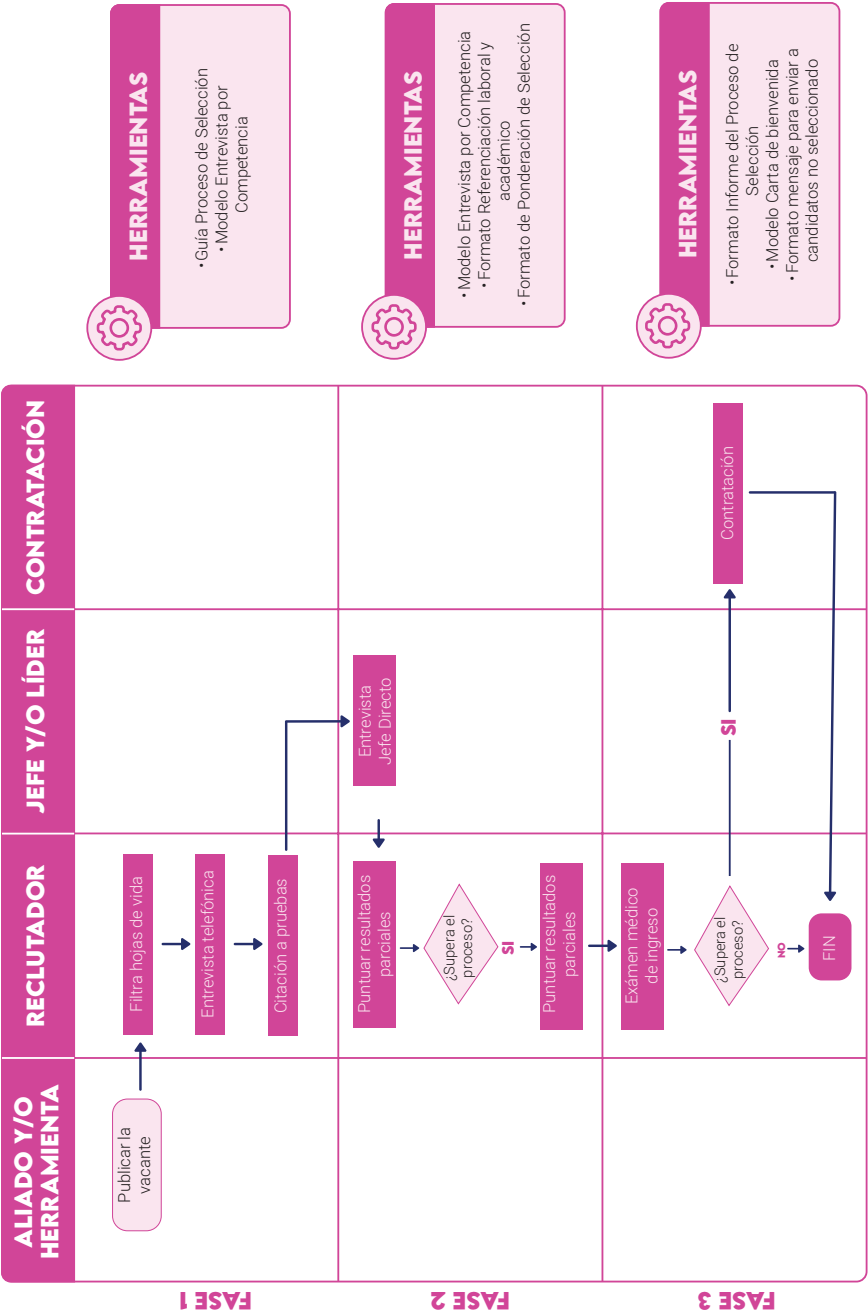 ALIADO Y/O
HERRAMIENTA
RECLUTADOR
JEFE Y/O LÍDER
CONTRATACIÓN
FASE 1
Publicar la
vacante
Filtra hojas de vida
Entrevista telefónica
Citación a pruebas
HERRAMIENTAS
• Guía Proceso de Selección
• Modelo Entrevista por
Competencia
FASE 2
Entrevista
Jefe Directo
Puntuar resultados
parciales
¿Supera el
proceso?
SI
Puntuar resultados
parciales
HERRAMIENTAS
• Modelo Entrevista por Competencia
• Formato Referenciación laboral y
académico
• Formato de Ponderación de Selección
FASE 3
Exámen médico
de ingreso
¿Supera el
proceso?
SI
Contratación
NO
FIN
HERRAMIENTAS
• Formato Informe del Proceso de
Selección
• Modelo Carta de bienvenida
• Formato mensaje para enviar a
candidatos no seleccionado